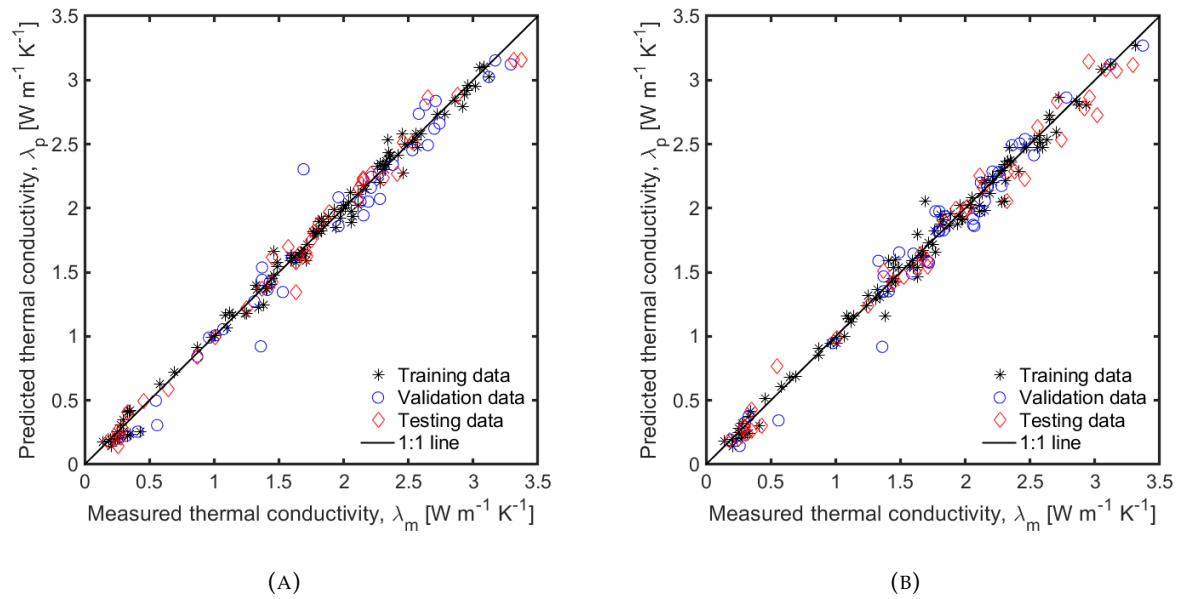 3.5
3
2.5
2
1.5
1
0.5
0
Predicted thermal conductivity, λp [W m-1 K-1]
Training data
Validation data
Testing data
1:1 line
0 0.5 1 1.5 2 2.5 3 3.5
Measured thermal conductivity, λm [W m-1 K-1]
(A)
3.5
3
2.5
2
1.5
1
0.5
0
Predicted thermal conductivity, λp [W m-1 K-1]
Training data
Validation data
Testing data
1:1 line
0 0.5 1 1.5 2 2.5 3 3.5
Measured thermal conductivity, λm [W m-1 K-1]
(B)